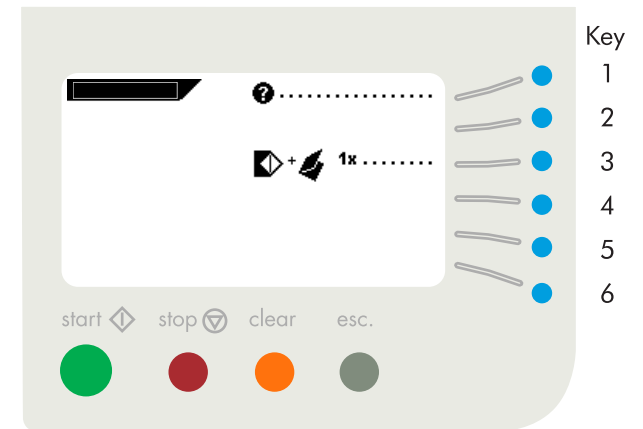 Key
1
? ..................
2
+ 1x .........
3
4
5
6
start stop clear esc.